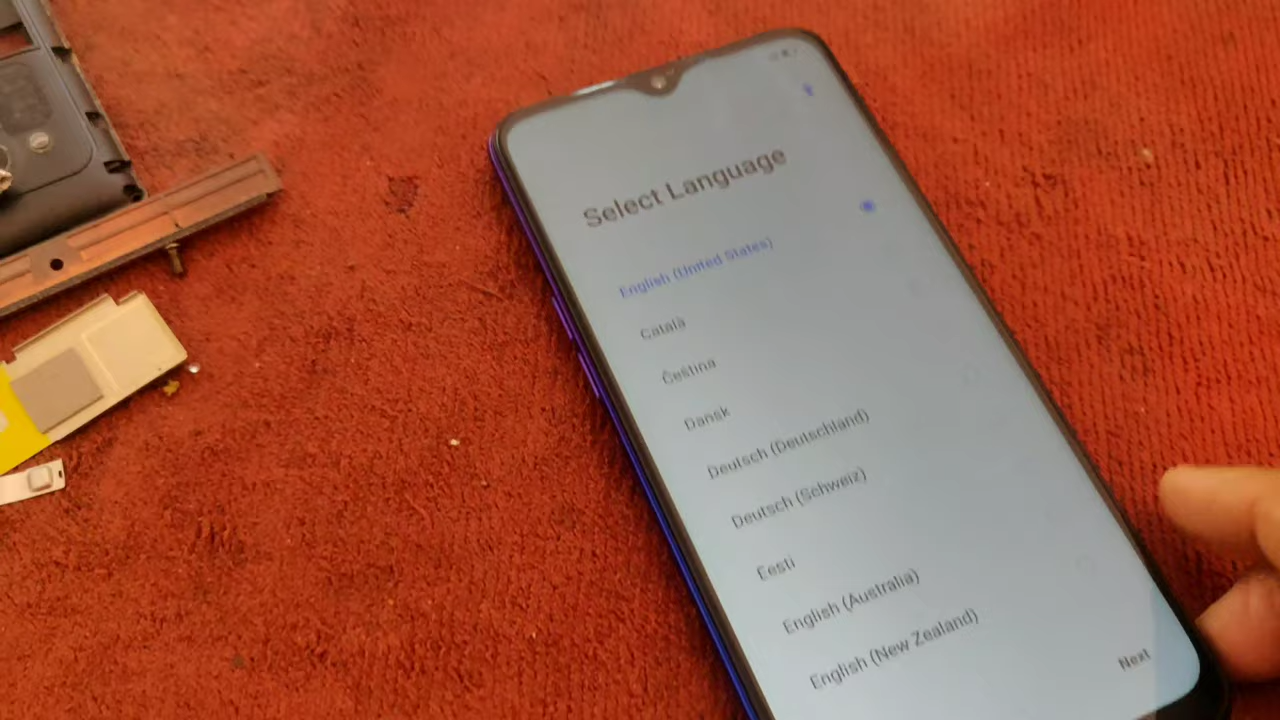 Select Language
English (United States)
Català
Čeština
Dansk
Deutsch (Deutschland)
Deutsch (Schweiz)
Eesti
English (Australia)
English (New Zealand)
Next